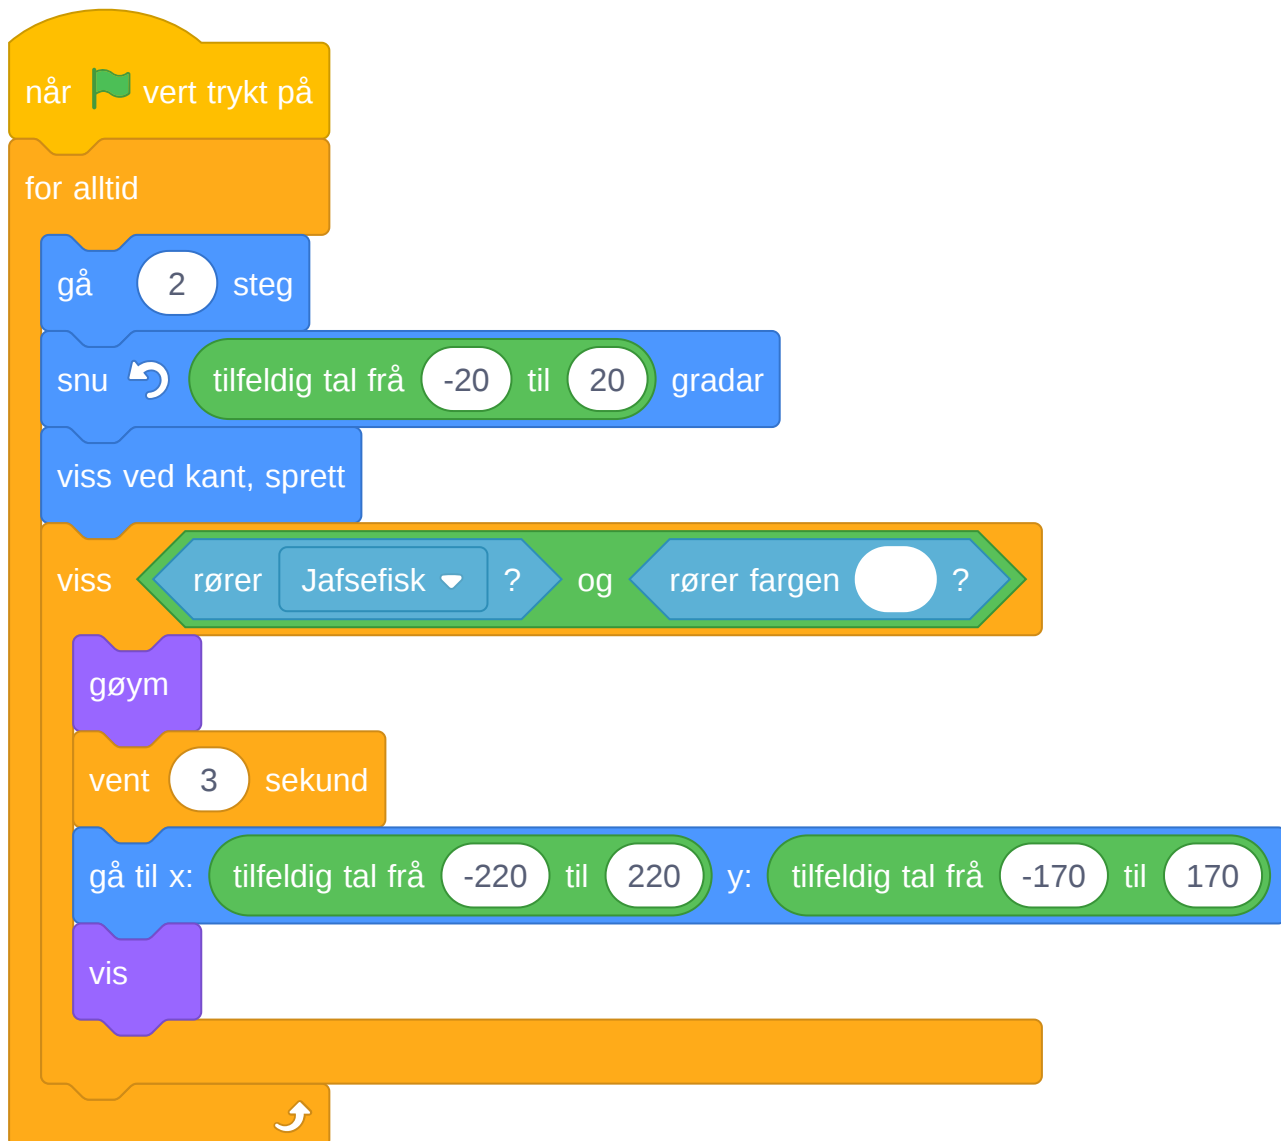 når vert trykt på
for alltid
gå 2 steg
snu tilfeldig tal frå -20 til 20 gradar
viss ved kant, sprett
viss rører Jafsefisk ? og rører fargen ?
gøym
vent 3 sekund
gå til x: tilfeldig tal frå -220 til 220 y: tilfeldig tal frå -170 til 170
vis